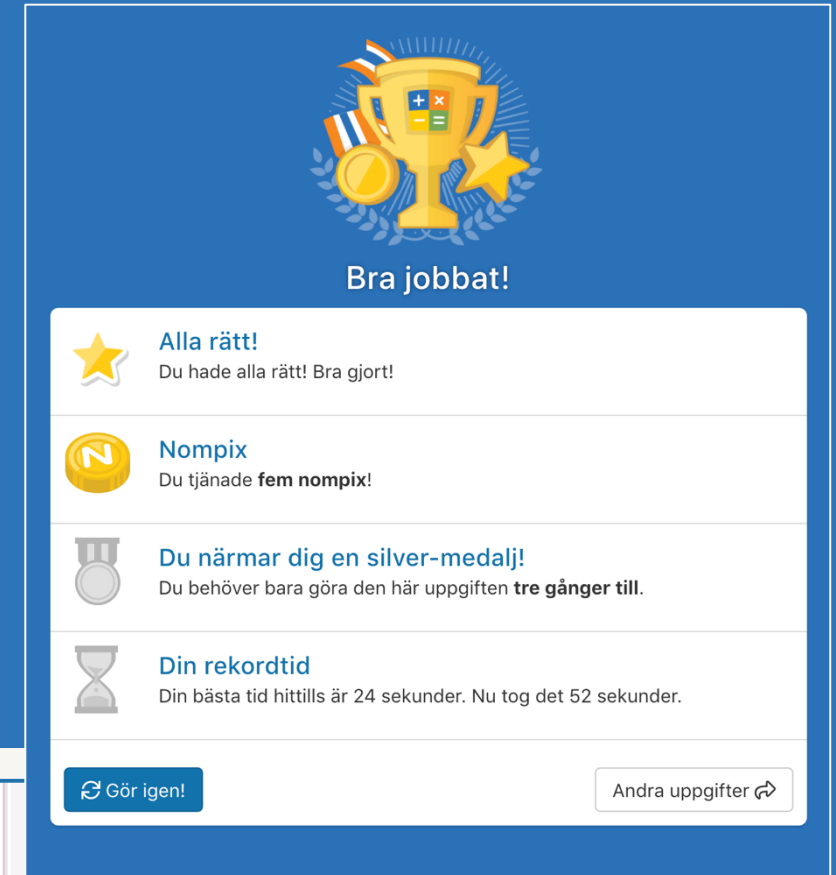 Bra jobbat!
Alla rätt!
Du hade alla rätt! Bra gjort!
N
Nompix
Du tjänade fem nompix!
Du närmar dig en silver-medalj!
Du behöver bara göra den här uppgiften tre gånger till.
Din rekordtid
Din bästa tid hittills är 24 sekunder. Nu tog det 52 sekunder.
Gör igen!
Andra uppgifter